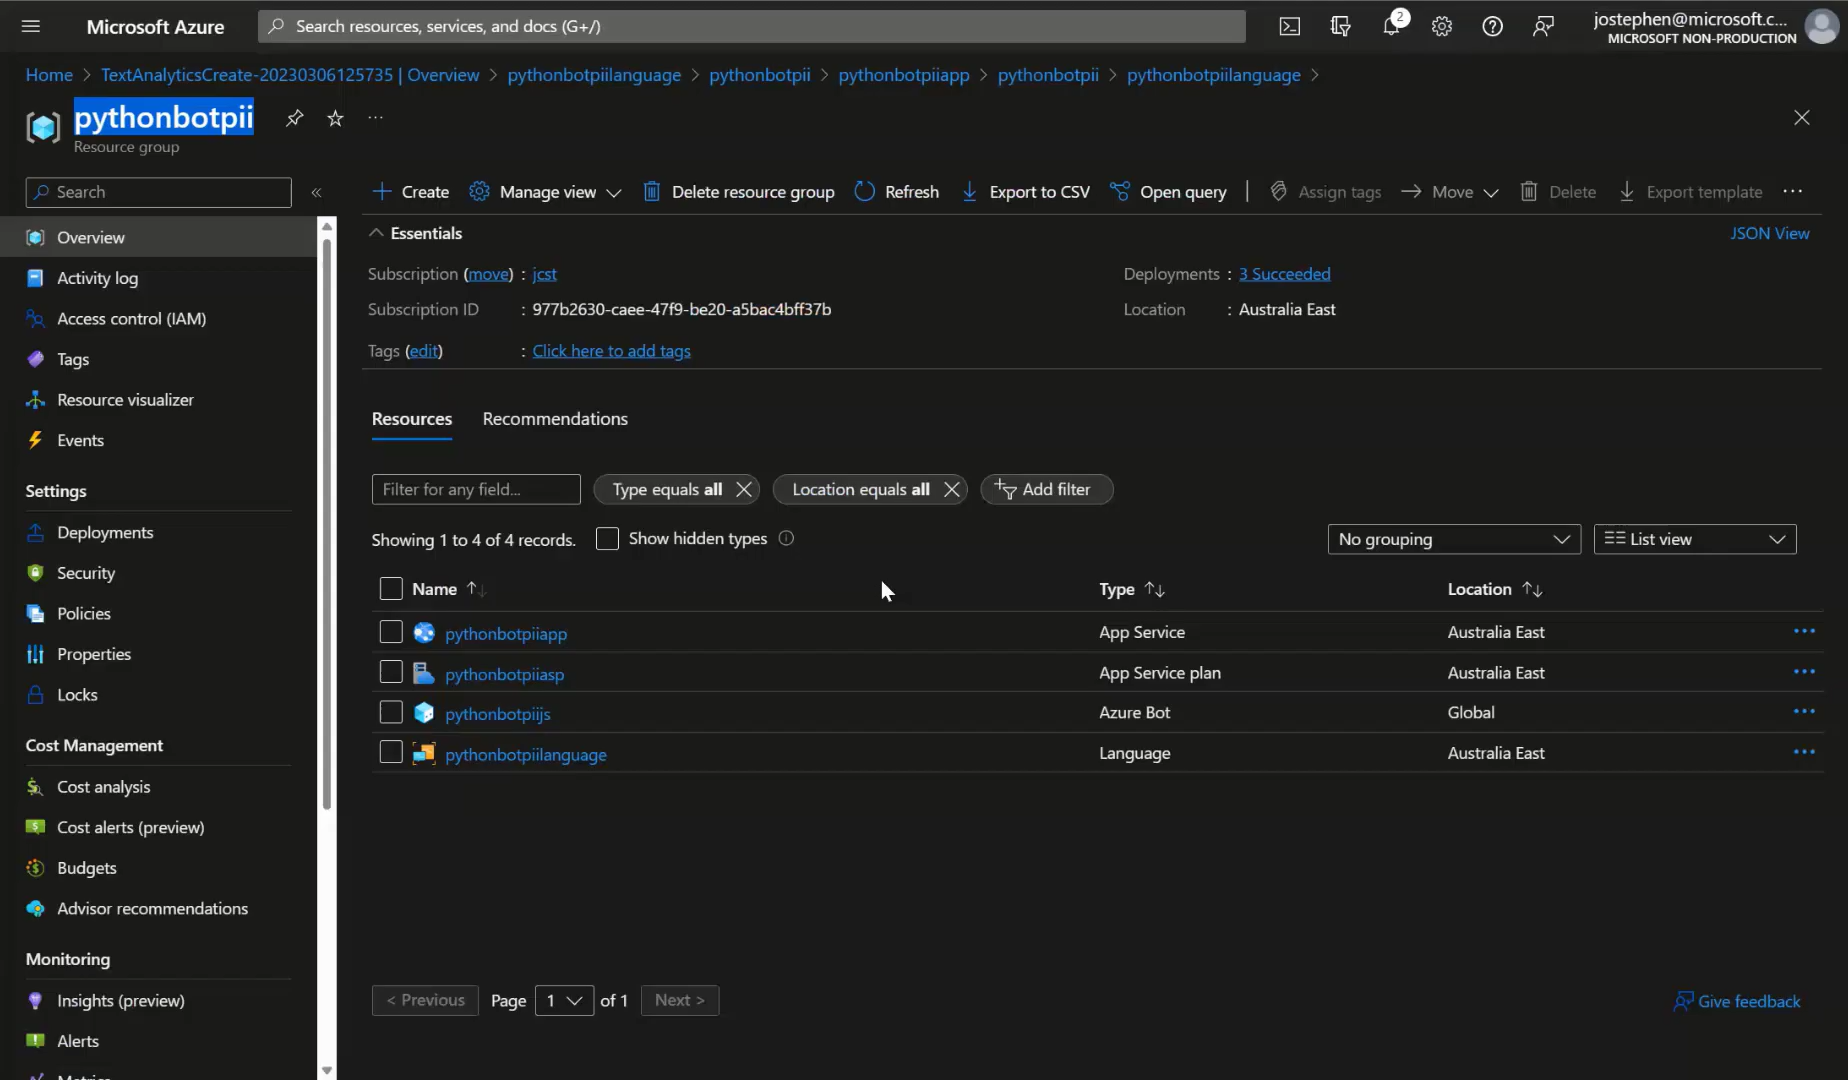 Microsoft Azure
Search resources, services, and docs (G+/)
2
jostephen@microsoft.c...
MICROSOFT NON-PRODUCTION
Home > TextAnalyticsCreate-20230306125735 | Overview > pythonbotpiilanguage > pythonbotpii > pythonbotpiiapp > pythonbotpii > pythonbotpiilanguage >
pythonbotpii
...
Resource group
Search
«
Create
Manage view
Delete resource group
Refresh
Export to CSV
Open query
Assign tags
Move
Delete
Export template
...
Overview
Activity log
Access control (IAM)
Tags
Resource visualizer
Events
Settings
Deployments
Security
Policies
Properties
Locks
Cost Management
Cost analysis
Cost alerts (preview)
Budgets
Advisor recommendations
Monitoring
Insights (preview)
Alerts
Essentials
JSON View
Subscription (move) : jcst
Deployments : 3 Succeeded
Subscription ID : 977b2630-caee-47f9-be20-a5bac4bff37b
Location : Australia East
Tags (edit) : Click here to add tags
Resources
Recommendations
Filter for any field...
Type equals all
Location equals all
Add filter
Showing 1 to 4 of 4 records.
Show hidden types
No grouping
List view
Name Type Location
pythonbotpiiapp App Service Australia East ...
pythonbotpiiasp App Service plan Australia East ...
pythonbotpiijs Azure Bot Global ...
pythonbotpiilanguage Language Australia East ...
< Previous Page 1 of 1 Next >
Give feedback